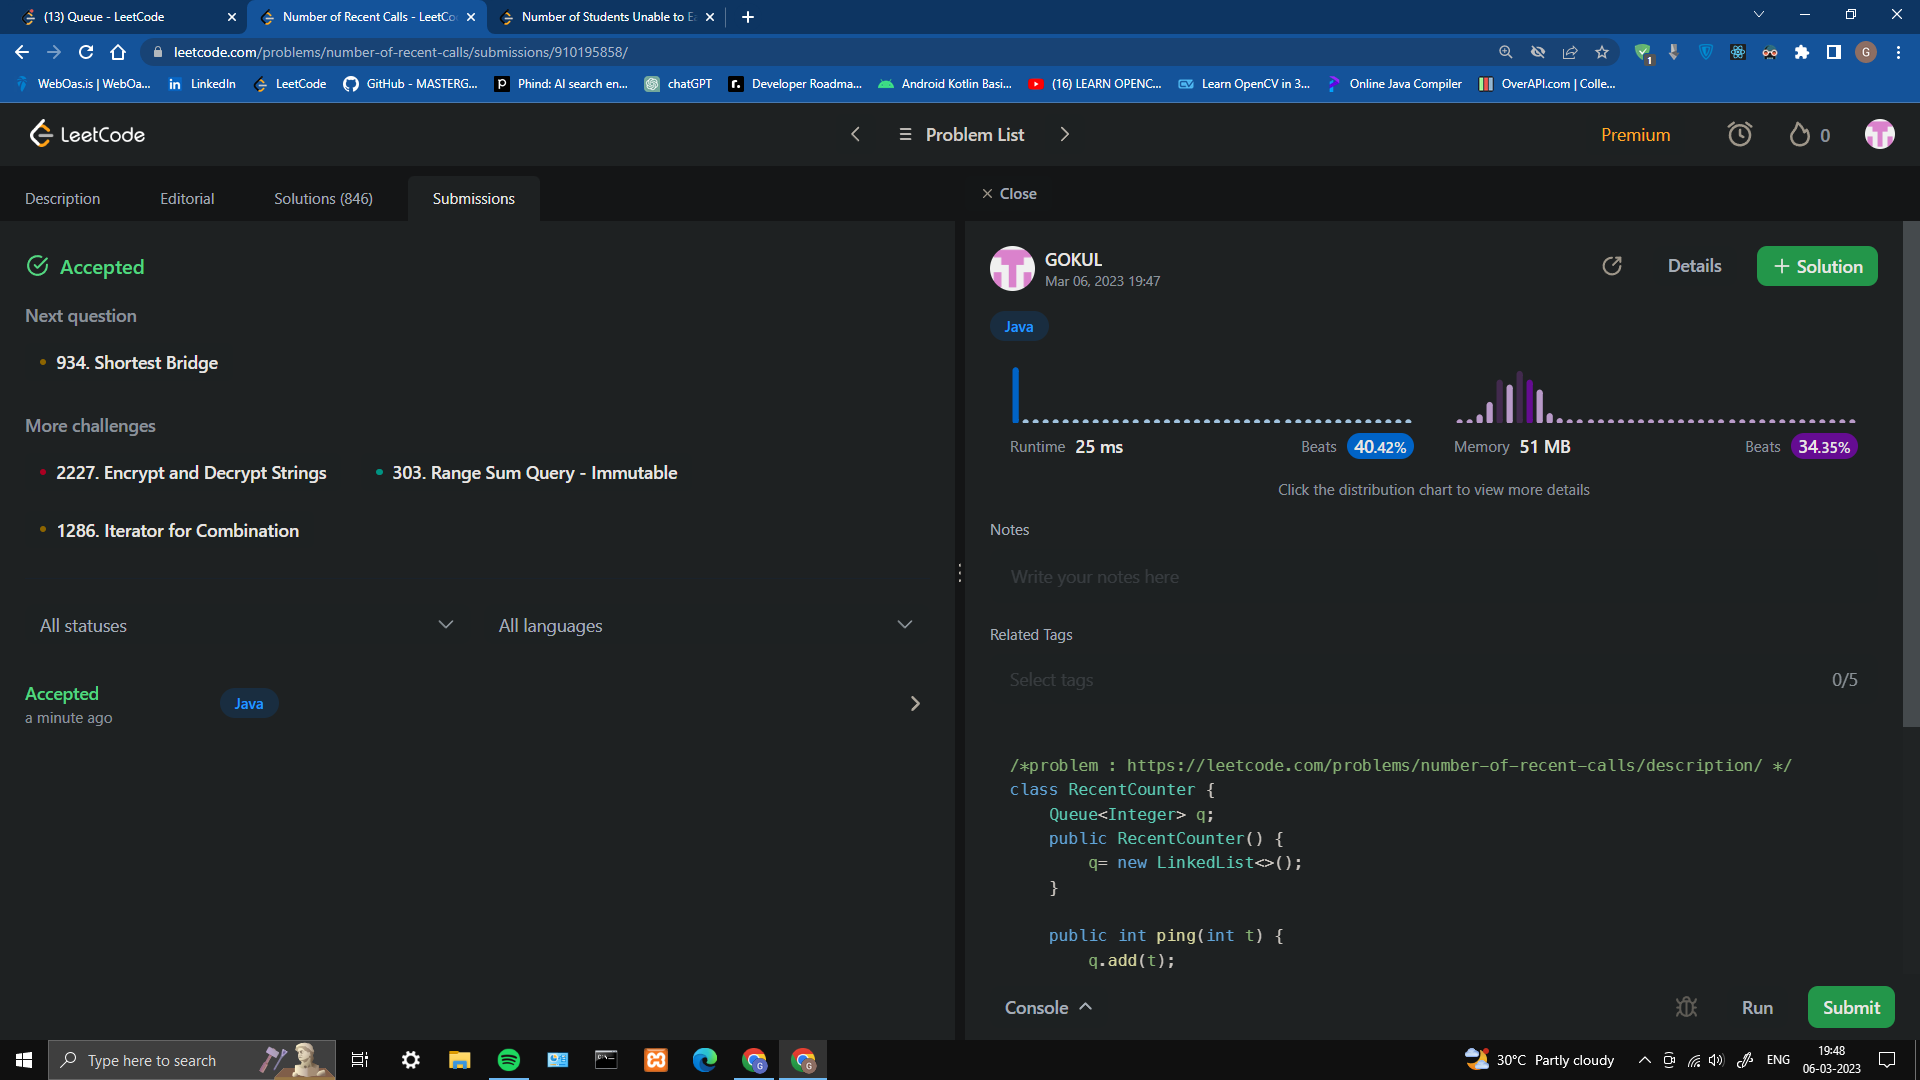 (13) Queue - LeetCode
Number of Recent Calls - LeetCo
Number of Students Unable to Ea
leetcode.com/problems/number-of-recent-calls/submissions/910195858/
1
G
WebOas.is | WebOa...
LinkedIn
LeetCode
GitHub - MASTERG...
Phind: AI search en...
chatGPT
Developer Roadma...
Android Kotlin Basi...
(16) LEARN OPENC...
Learn OpenCV in 3...
Online Java Compiler
OverAPI.com | Colle...
LeetCode
Problem List
Premium
0
Description
Editorial
Solutions (846)
Submissions
Close
Accepted
Next question
934. Shortest Bridge
More challenges
2227. Encrypt and Decrypt Strings
303. Range Sum Query - Immutable
1286. Iterator for Combination
All statuses
All languages
Accepted
a minute ago
Java
GOKUL
Mar 06, 2023 19:47
Details
+ Solution
Java
Runtime 25 ms
Beats 40.42%
Memory 51 MB
Beats 34.35%
Click the distribution chart to view more details
Notes
Write your notes here
Related Tags
Select tags
0/5
/*problem : https://leetcode.com/problems/number-of-recent-calls/description/ */
class RecentCounter {
Queue<Integer> q;
public RecentCounter() {
q= new LinkedList<>();
}
public int ping(int t) {
q.add(t);
Console
Run
Submit
Type here to search
30°C Partly cloudy
ENG
19:48
06-03-2023